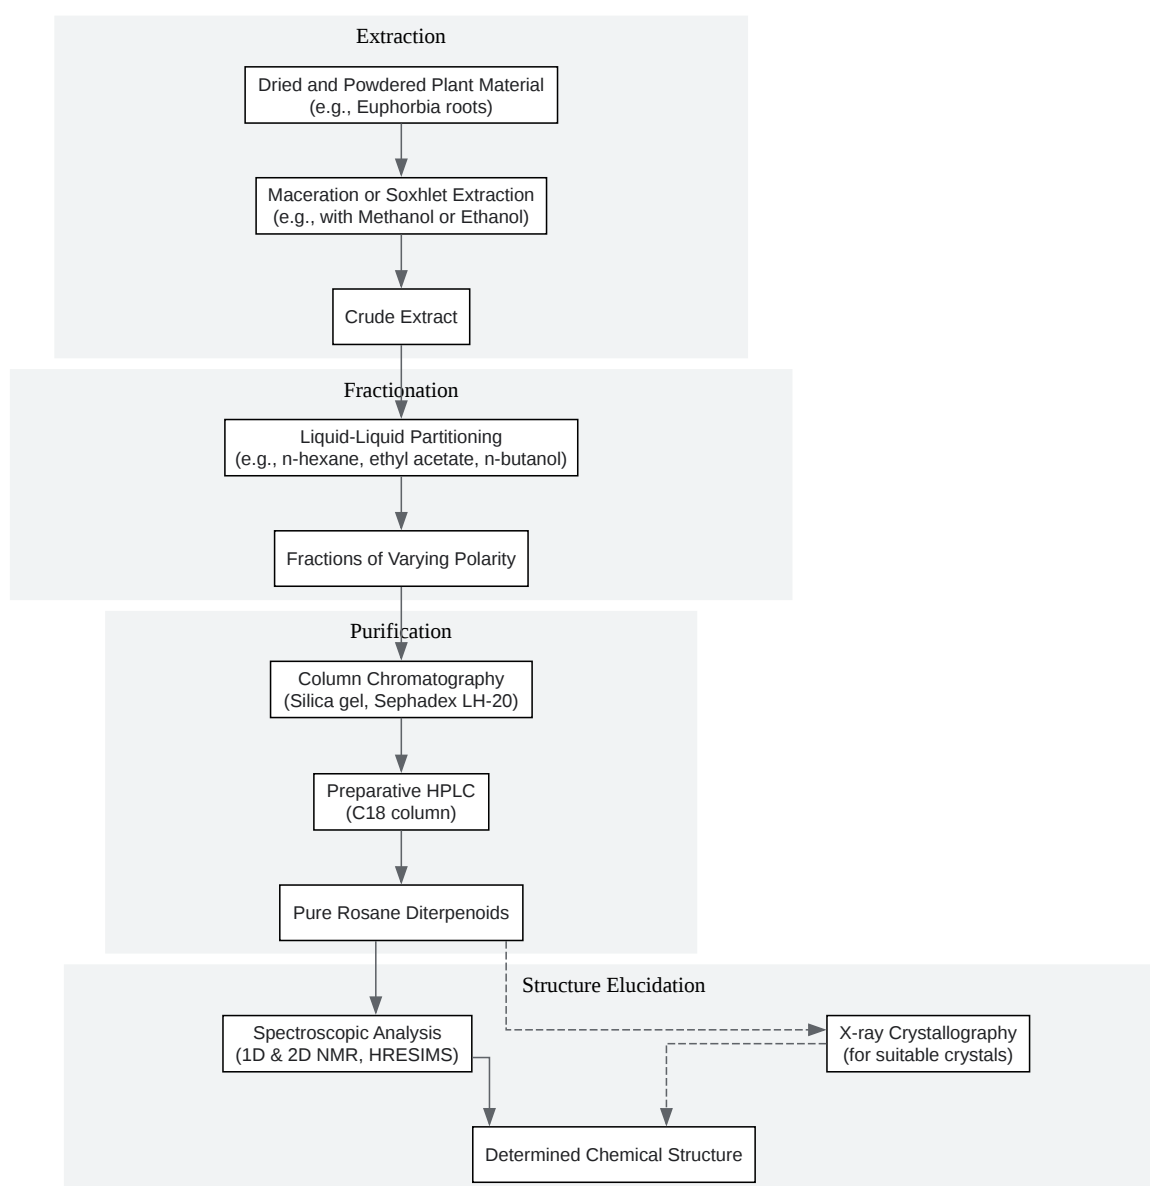 Extraction
Dried and Powdered Plant Material
(e.g., Euphorbia roots)
Maceration or Soxhlet Extraction
(e.g., with Methanol or Ethanol)
Crude Extract
Fractionation
Liquid-Liquid Partitioning
(e.g., n-hexane, ethyl acetate, n-butanol)
Fractions of Varying Polarity
Purification
Column Chromatography
(Silica gel, Sephadex LH-20)
Preparative HPLC
(C18 column)
Pure Rosane Diterpenoids
Structure Elucidation
Spectroscopic Analysis
(1D & 2D NMR, HRESIMS)
X-ray Crystallography
(for suitable crystals)
Determined Chemical Structure